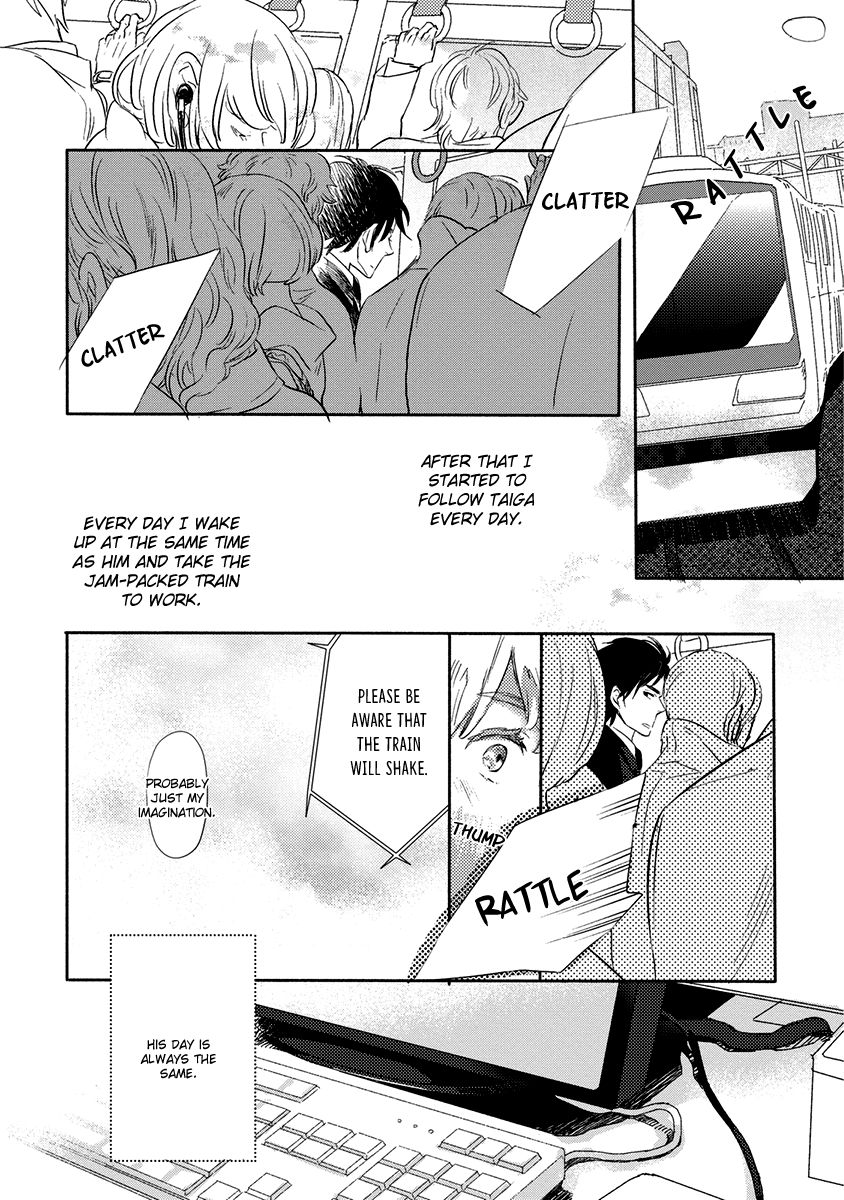 RATTLE
CLATTER
CLATTER
AFTER THAT I
STARTED TO
FOLLOW TAIGA
EVERY DAY.
EVERY DAY I WAKE
UP AT THE SAME TIME
AS HIM AND TAKE THE
JAM-PACKED TRAIN
TO WORK.
RATTLE
THUMP
PLEASE BE
AWARE THAT
THE TRAIN
WILL SHAKE.
PROBABLY
JUST MY
IMAGINATION.
HIS DAY IS
ALWAYS THE
SAME.